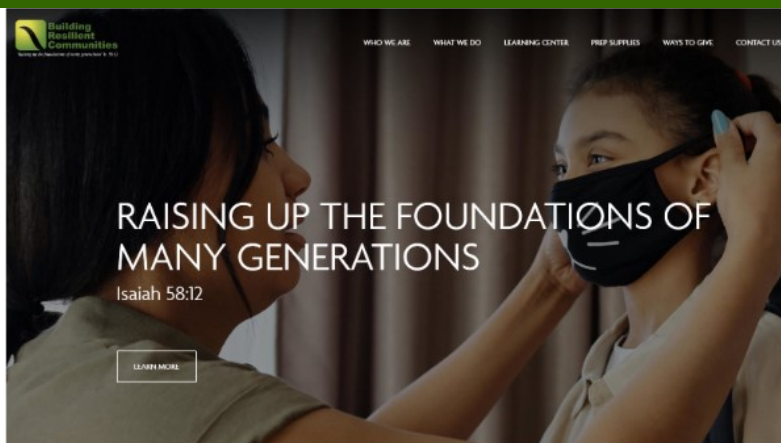 Building
Resilient
Communities
WHO WE ARE WHAT WE DO LEARNING CENTER PREP SUPPLIES WAYS TO GIVE CONTACT US
RAISING UP THE FOUNDATIONS OF
MANY GENERATIONS
Isaiah 58:12
LEARN MORE